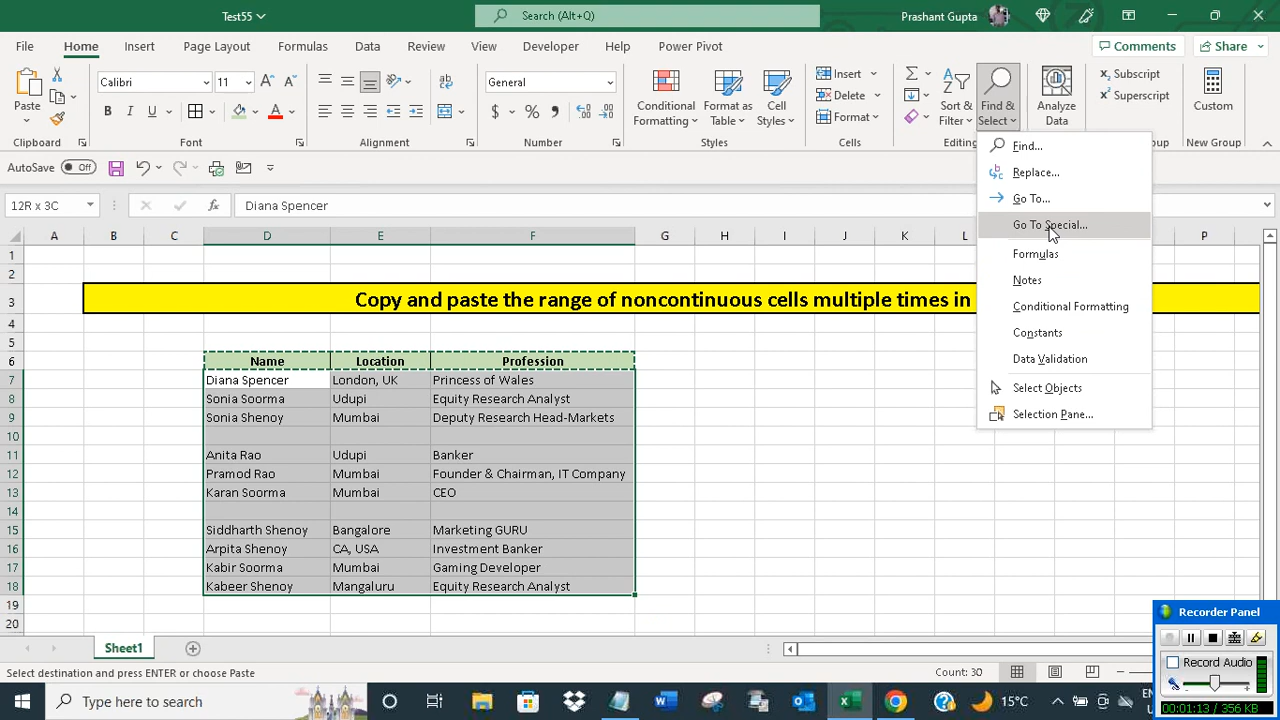 Test55
Search (Alt+Q)
Prashant Gupta
File Home Insert Page Layout Formulas Data Review View Developer Help Power Pivot
Comments Share
Paste
Clipboard
Calibri 11
B I U
Font
Alignment
General
$ % ,
Number
Conditional Formatting
Format as Table
Cell Styles
Styles
Insert
Delete
Format
Cells
Sort & Filter
Find & Select
Editing
Analyze Data
Subscript
Superscript
Custom
New Group
AutoSave Off
12R x 3C
fx
Diana Spencer
Find...
Replace...
Go To...
Go To Special...
Formulas
Notes
Conditional Formatting
Constants
Data Validation
Select Objects
Selection Pane...
A B C D E F G H I J K L P
1
2
3 Copy and paste the range of noncontinuous cells multiple times in
4
5
6 Name Location Profession
7 Diana Spencer London, UK Princess of Wales
8 Sonia Soorma Udupi Equity Research Analyst
9 Sonia Shenoy Mumbai Deputy Research Head-Markets
10
11 Anita Rao Udupi Banker
12 Pramod Rao Mumbai Founder & Chairman, IT Company
13 Karan Soorma Mumbai CEO
14
15 Siddharth Shenoy Bangalore Marketing GURU
16 Arpita Shenoy CA, USA Investment Banker
17 Kabir Soorma Mumbai Gaming Developer
18 Kabeer Shenoy Mangaluru Equity Research Analyst
19
20
Sheet1
Select destination and press ENTER or choose Paste
Count: 30
Recorder Panel
Record Audio
00:01:13 / 356 KB
Type here to search
15°C